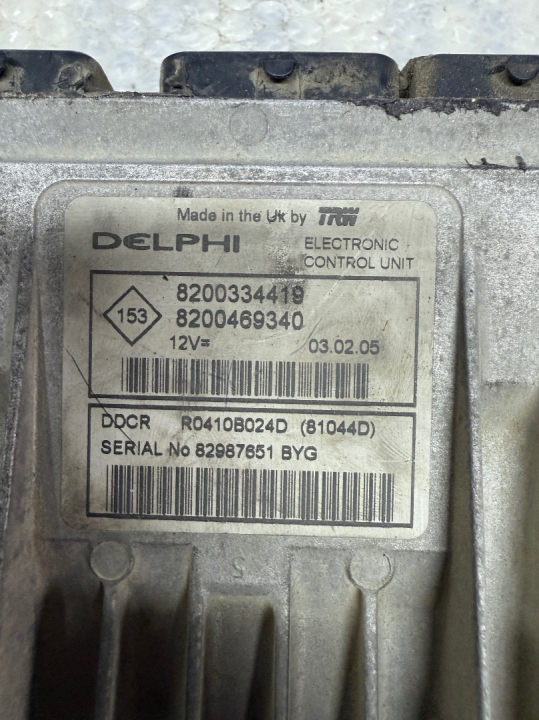 Made in the Uk by TRW
DELPHI ELECTRONIC CONTROL UNIT
8200334419
153 8200469340
12V= 03.02.05
DDCR R0410B024D (81044D)
SERIAL No 82987651 BYG
5